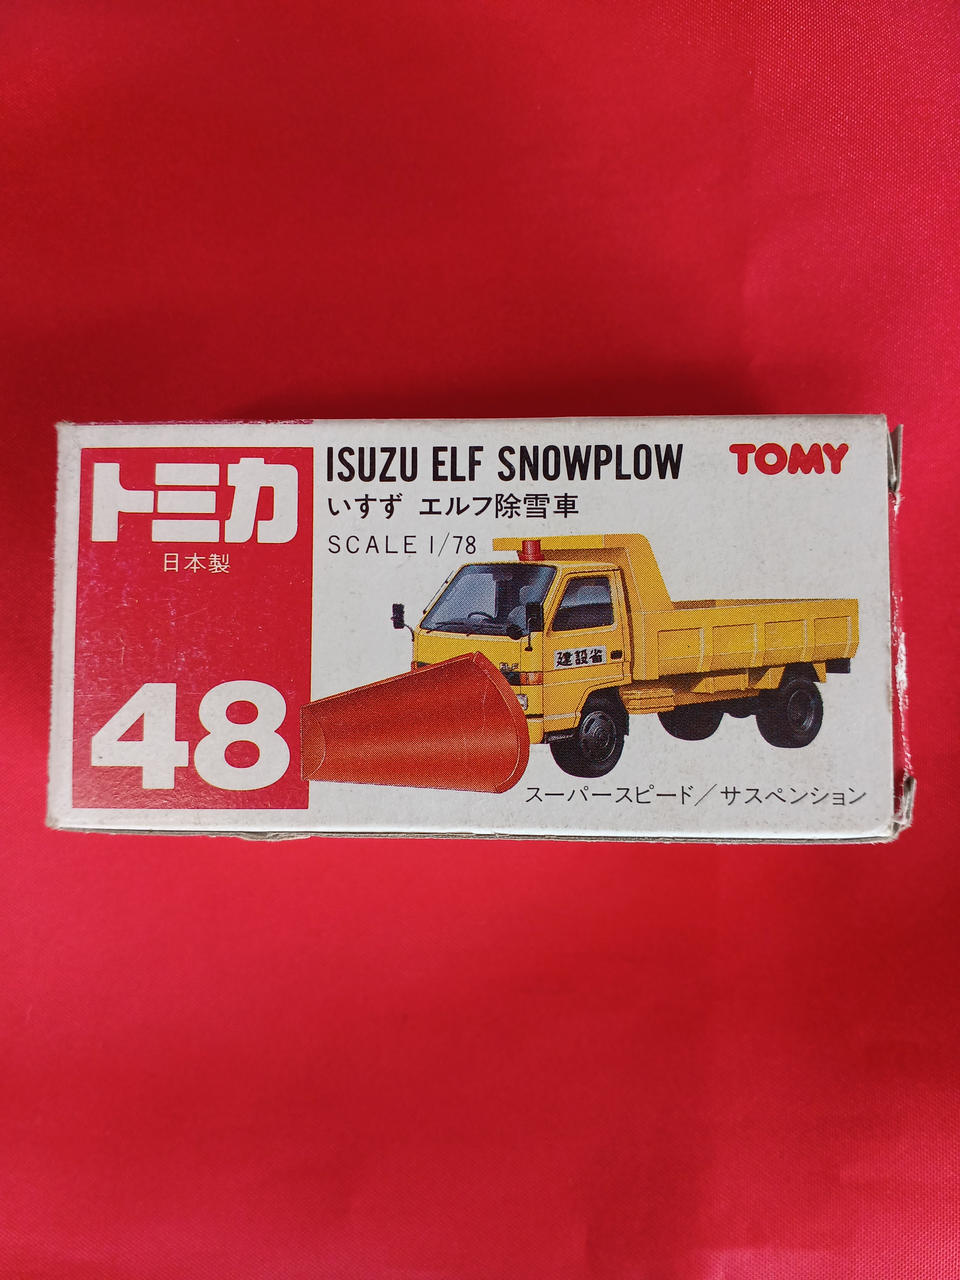 トミカ
日本製
48
ISUZU ELF SNOWPLOW
いすゞ エルフ除雪車
SCALE 1/78
TOMY
建設省
スーパースピード/サスペンション